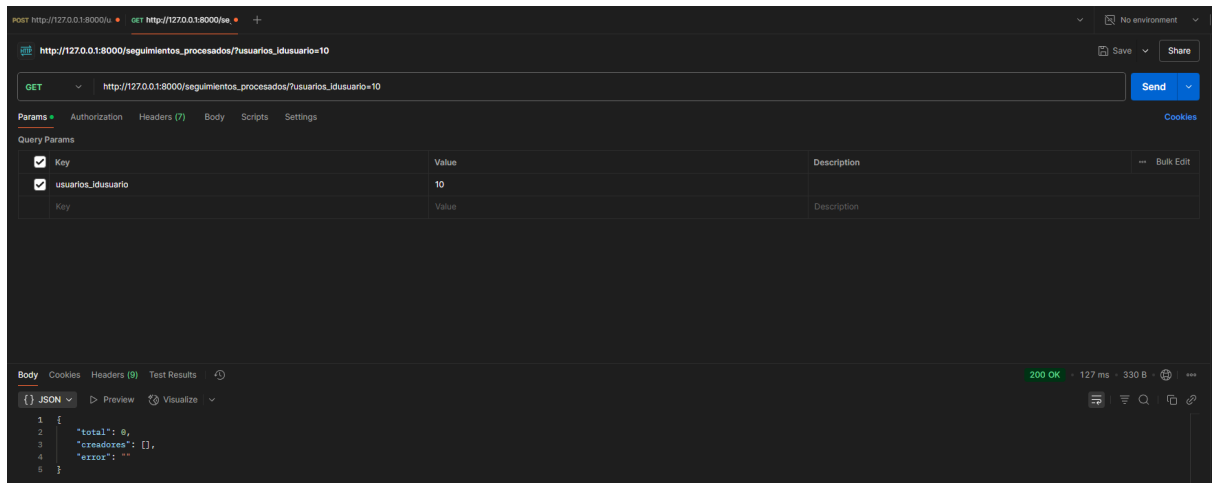 POST http://127.0.0.1:8000/u GET http://127.0.0.1:8000/se + No environment
HTTP http://127.0.0.1:8000/seguimientos_procesados/?usuarios_idusuario=10 Save Share
GET http://127.0.0.1:8000/seguimientos_procesados/?usuarios_idusuario=10 Send
Params Authorization Headers (7) Body Scripts Settings Cookies
Query Params
Key Value Description ••• Bulk Edit
usuarios_idusuario 10
Key Value Description
Body Cookies Headers (9) Test Results 200 OK • 127 ms • 330 B • •••
{} JSON Preview Visualize
1 {
2 "total": 0,
3 "creadores": [],
4 "error": ""
5 }